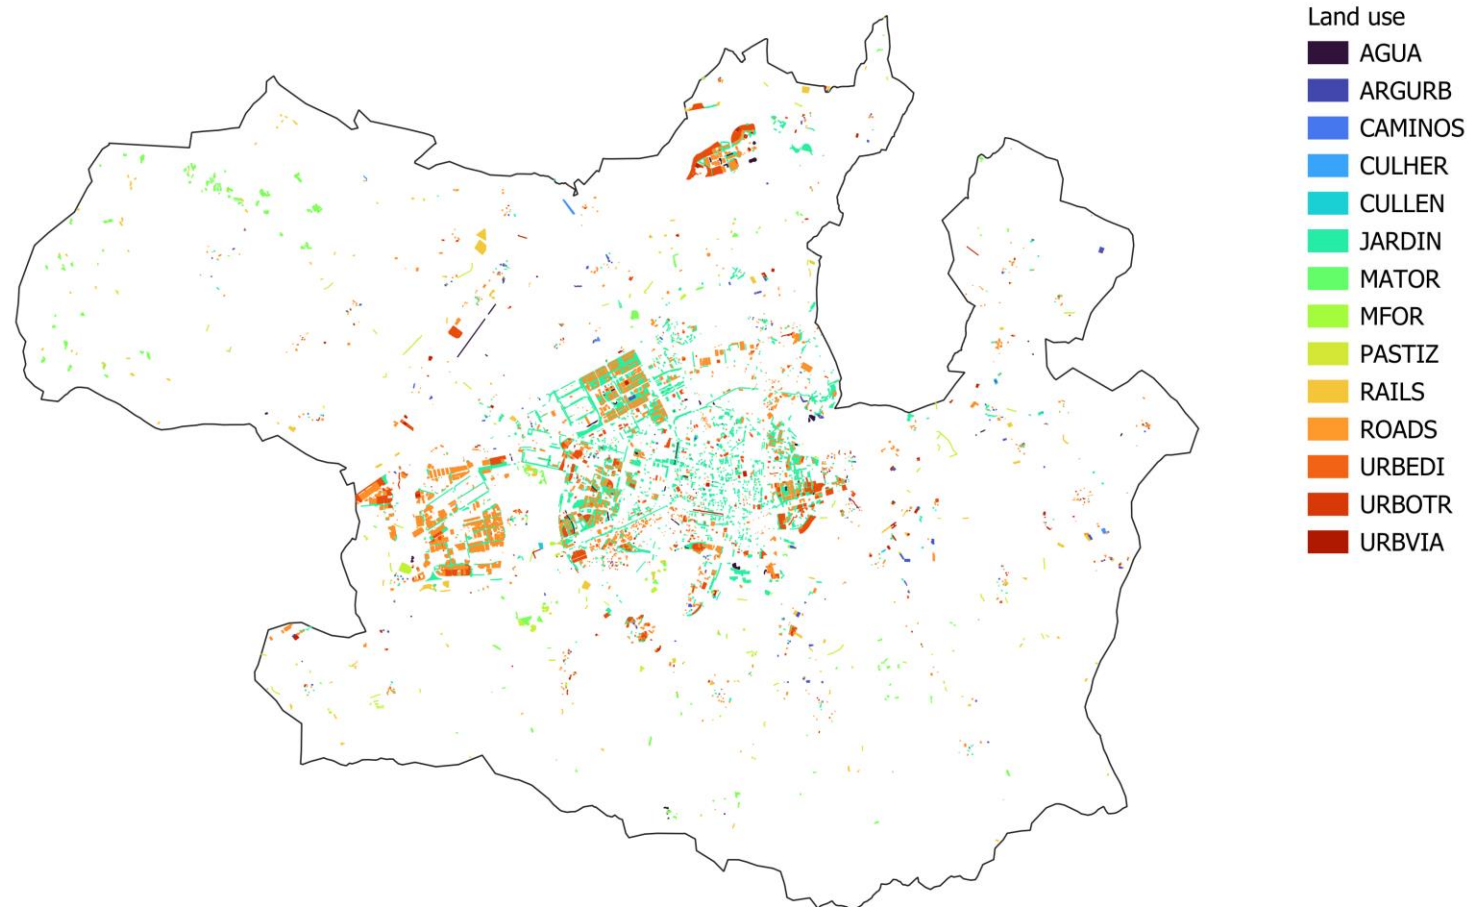 Land use
AGUA
ARGURB
CAMINOS
CULHER
CULLEN
JARDIN
MATOR
MFOR
PASTIZ
RAILS
ROADS
URBEDI
URBOTR
URBVIA